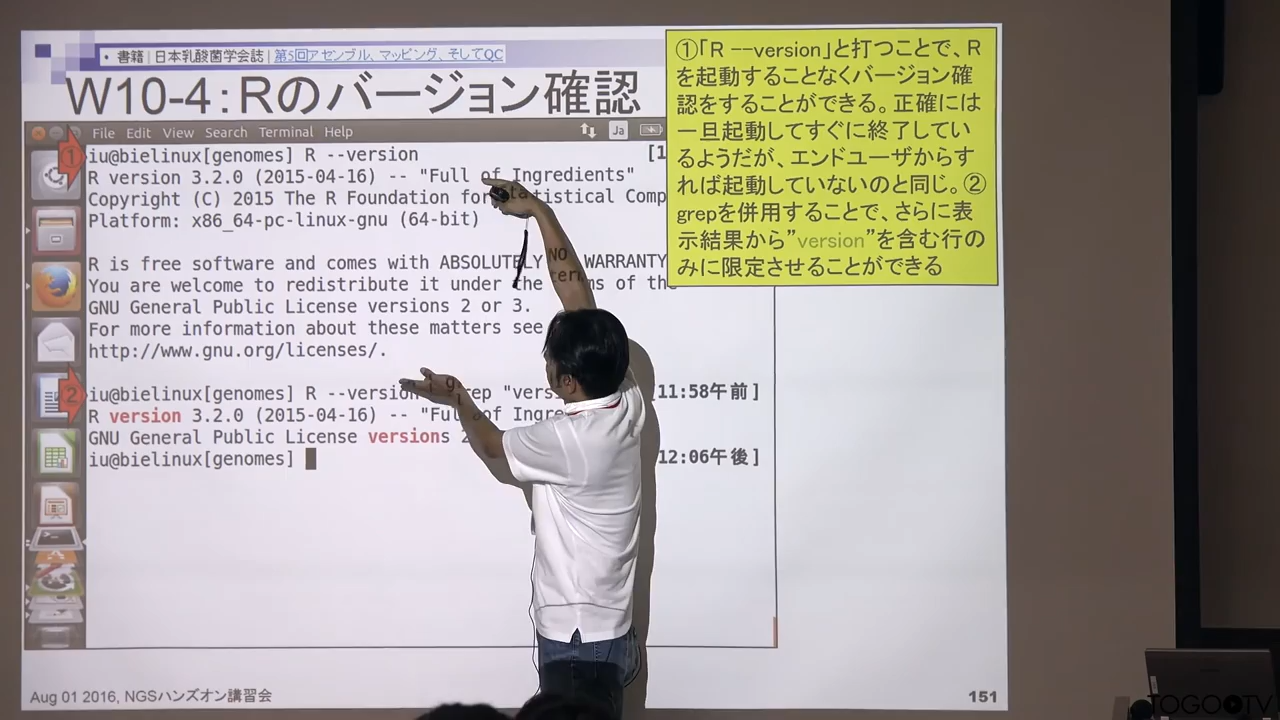 • 書籍 | 日本乳酸菌学会誌 | 第5回アセンブル、マッピング、そしてQC
W10-4：Rのバージョン確認
①「R --version」と打つことで、R
を起動することなくバージョン確
認をすることができる。正確には
一旦起動してすぐに終了してい
るようだが、エンドユーザからす
れば起動していないのと同じ。②
grepを併用することで、さらに表
示結果から”version”を含む行の
みに限定させることができる
File Edit View Search Terminal Help
Ja
①
iu@bielinux[genomes] R --version [1
R version 3.2.0 (2015-04-16) -- "Full of Ingredients"
Copyright (C) 2015 The R Foundation for Statistical Comp
Platform: x86_64-pc-linux-gnu (64-bit)
R is free software and comes with ABSOLUTELY NO WARRANTY
You are welcome to redistribute it under the terms of the
GNU General Public License versions 2 or 3.
For more information about these matters see
http://www.gnu.org/licenses/.
②
iu@bielinux[genomes] R --version grep "vers [11:58午前]
R version 3.2.0 (2015-04-16) -- "Full of Ingre
GNU General Public License versions 2
iu@bielinux[genomes] 12:06午後]
Aug 01 2016, NGSハンズオン講習会
151
TOGOTV